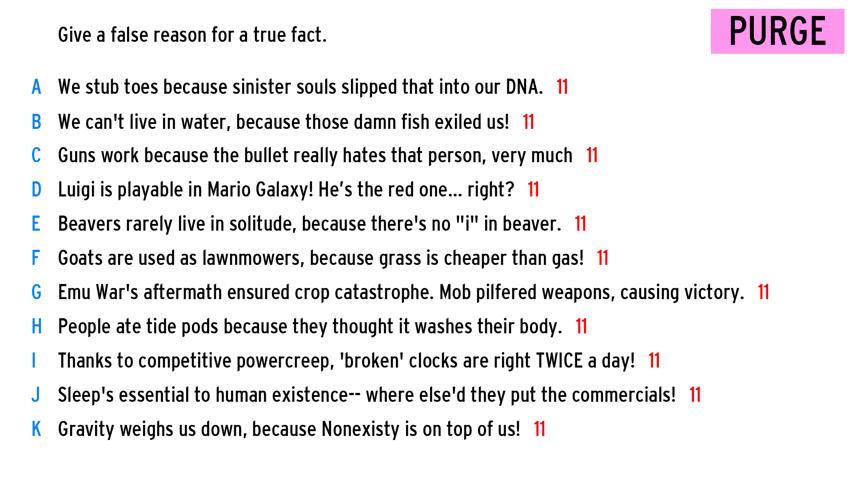 Give a false reason for a true fact.
PURGE
A We stub toes because sinister souls slipped that into our DNA. 11
B We can't live in water, because those damn fish exiled us! 11
C Guns work because the bullet really hates that person, very much 11
D Luigi is playable in Mario Galaxy! He's the red one... right? 11
E Beavers rarely live in solitude, because there's no "i" in beaver. 11
F Goats are used as lawnmowers, because grass is cheaper than gas! 11
G Emu War's aftermath ensured crop catastrophe. Mob pilfered weapons, causing victory. 11
H People ate tide pods because they thought it washes their body. 11
I Thanks to competitive powercreep, 'broken' clocks are right TWICE a day! 11
J Sleep's essential to human existence-- where else'd they put the commercials! 11
K Gravity weighs us down, because Nonexisty is on top of us! 11